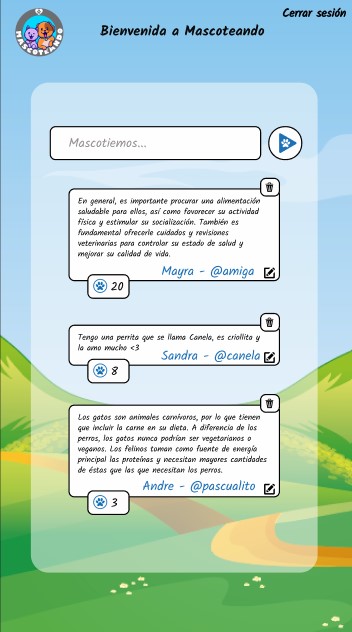 Cerrar sesión
MASCOTEANDO
Bienvenida a Mascoteando
Mascotiemos...
En general, es importante procurar una alimentación
saludable para ellos, así como favorecer su actividad
física y estimular su socialización. También es
fundamental ofrecerle cuidados y revisiones
veterinarias para controlar su estado de salud y
mejorar su calidad de vida.
Mayra - @amiga
20
Tengo una perrita que se llama Canela, es criollita y
la amo mucho <3
Sandra - @canela
8
Los gatos son animales carnívoros, por lo que tienen
que incluir la carne en su dieta. A diferencia de los
perros, los gatos nunca podrían ser vegetarianos o
veganos. Los felinos toman como fuente de energía
principal las proteínas y necesitan mayores cantidades
de éstas que las que necesitan los perros.
Andre - @pascualito
3